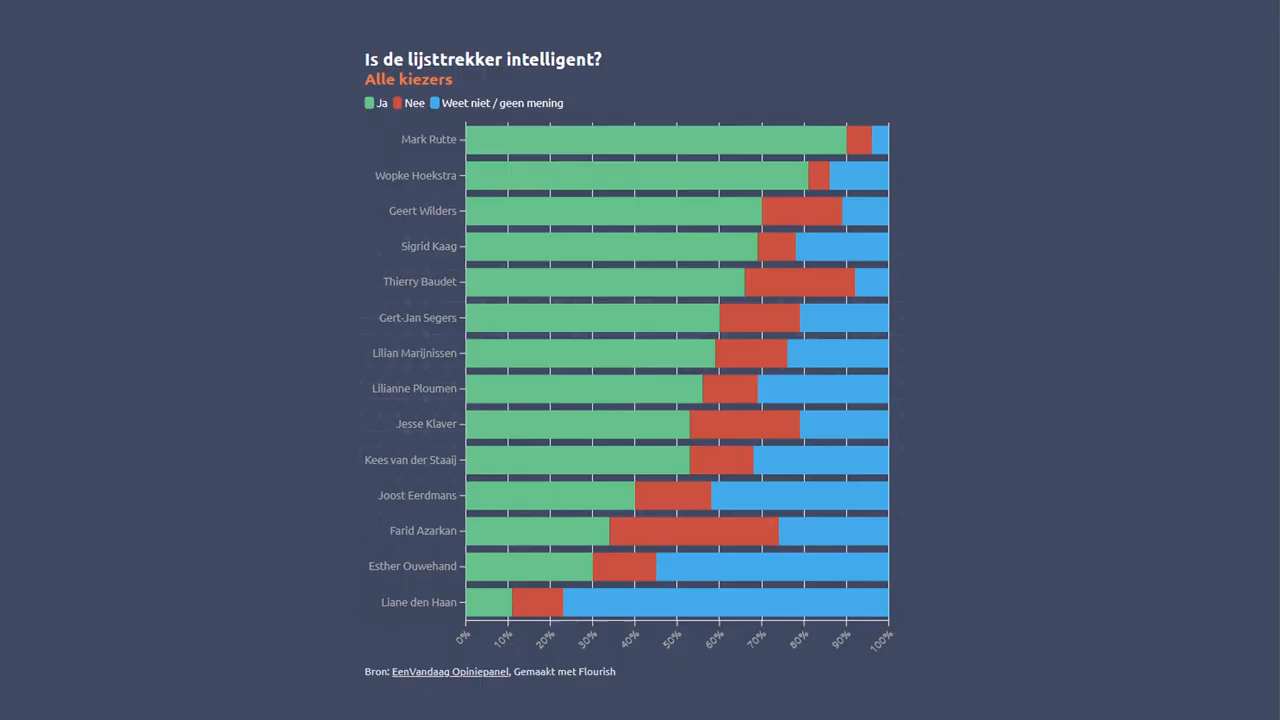 Is de lijsttrekker intelligent?
Alle kiezers
Ja Nee Weet niet / geen mening
Mark Rutte
Wopke Hoekstra
Geert Wilders
Sigrid Kaag
Thierry Baudet
Gert-Jan Segers
Lilian Marijnissen
Lilianne Ploumen
Jesse Klaver
Kees van der Staaij
Joost Eerdmans
Farid Azarkan
Esther Ouwehand
Liane den Haan
0% 10% 20% 30% 40% 50% 60% 70% 80% 90% 100%
Bron: EenVandaag Opiniepanel, Gemaakt met Flourish